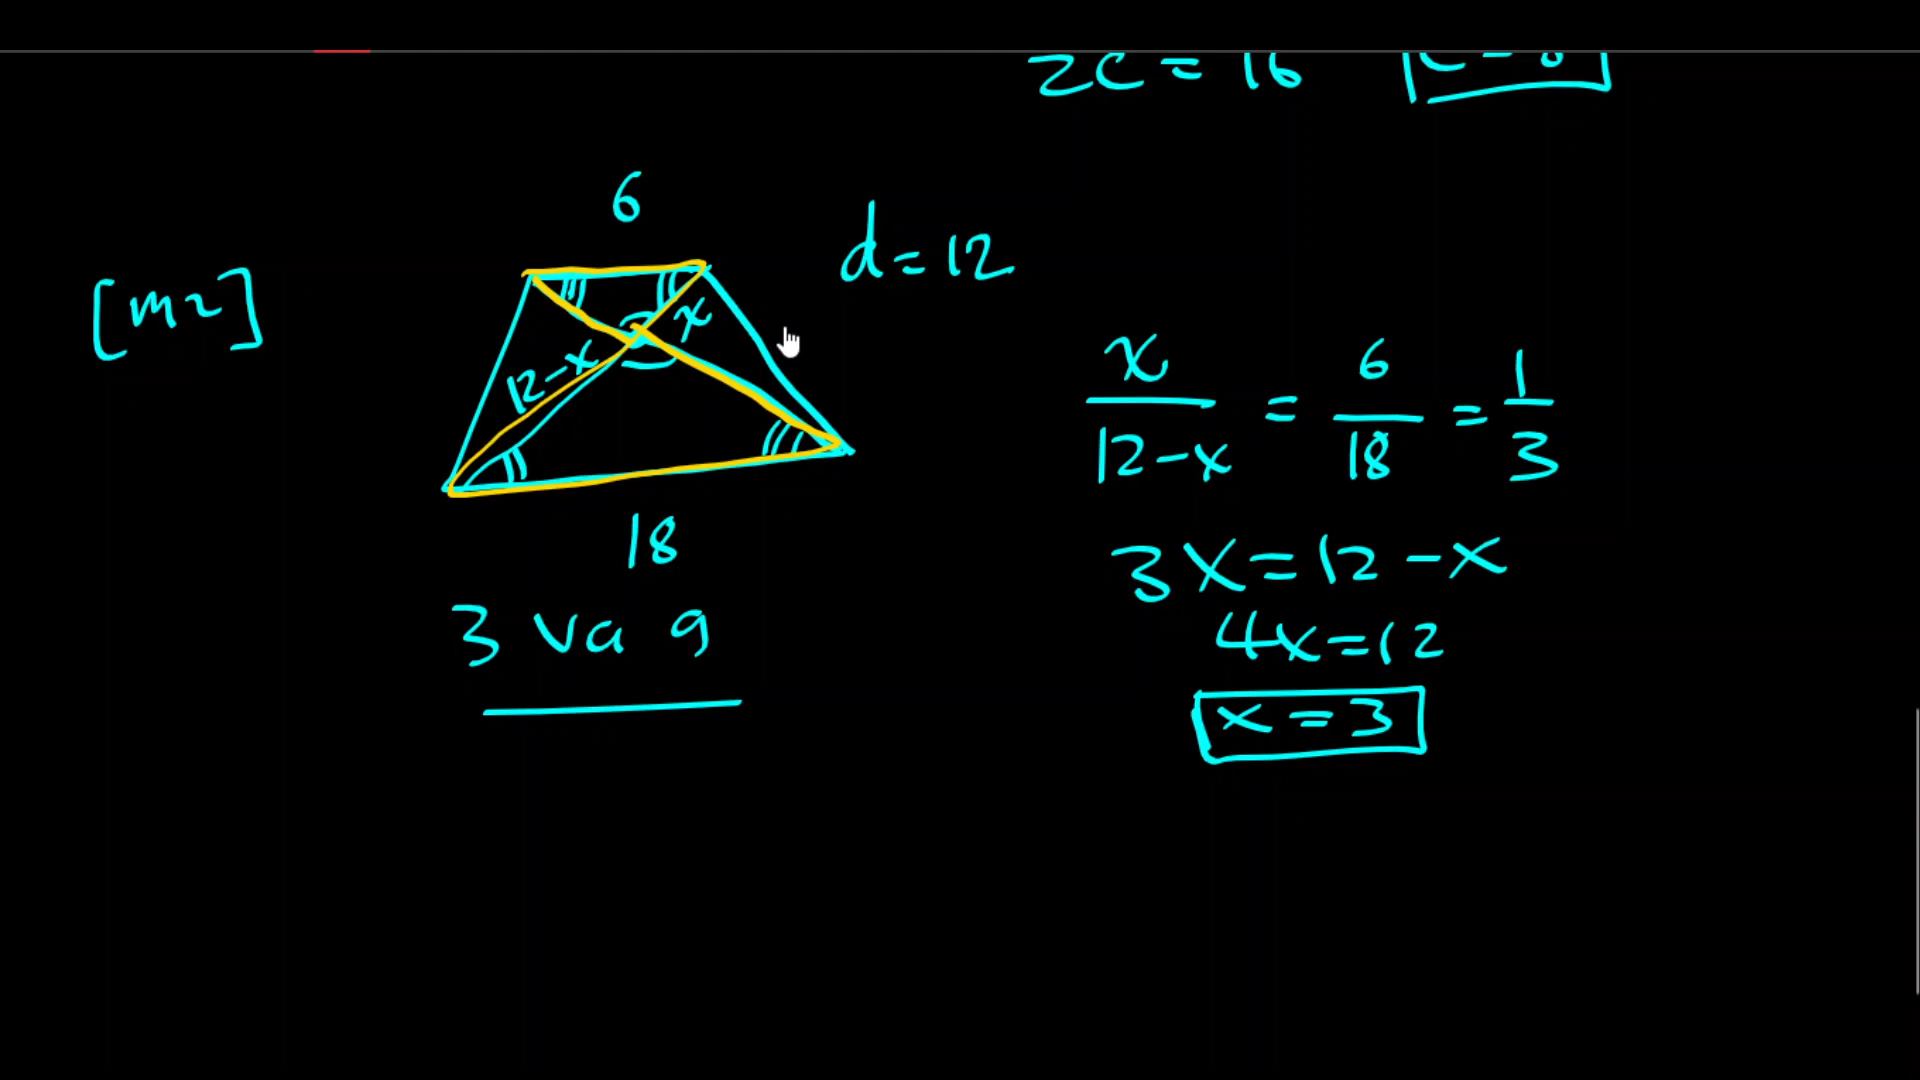 2C = 16
6
d = 12
[m2]
x
12-x
x/(12-x) = 6/18 = 1/3
18
3x = 12 - x
3 va 9
4x = 12
x = 3